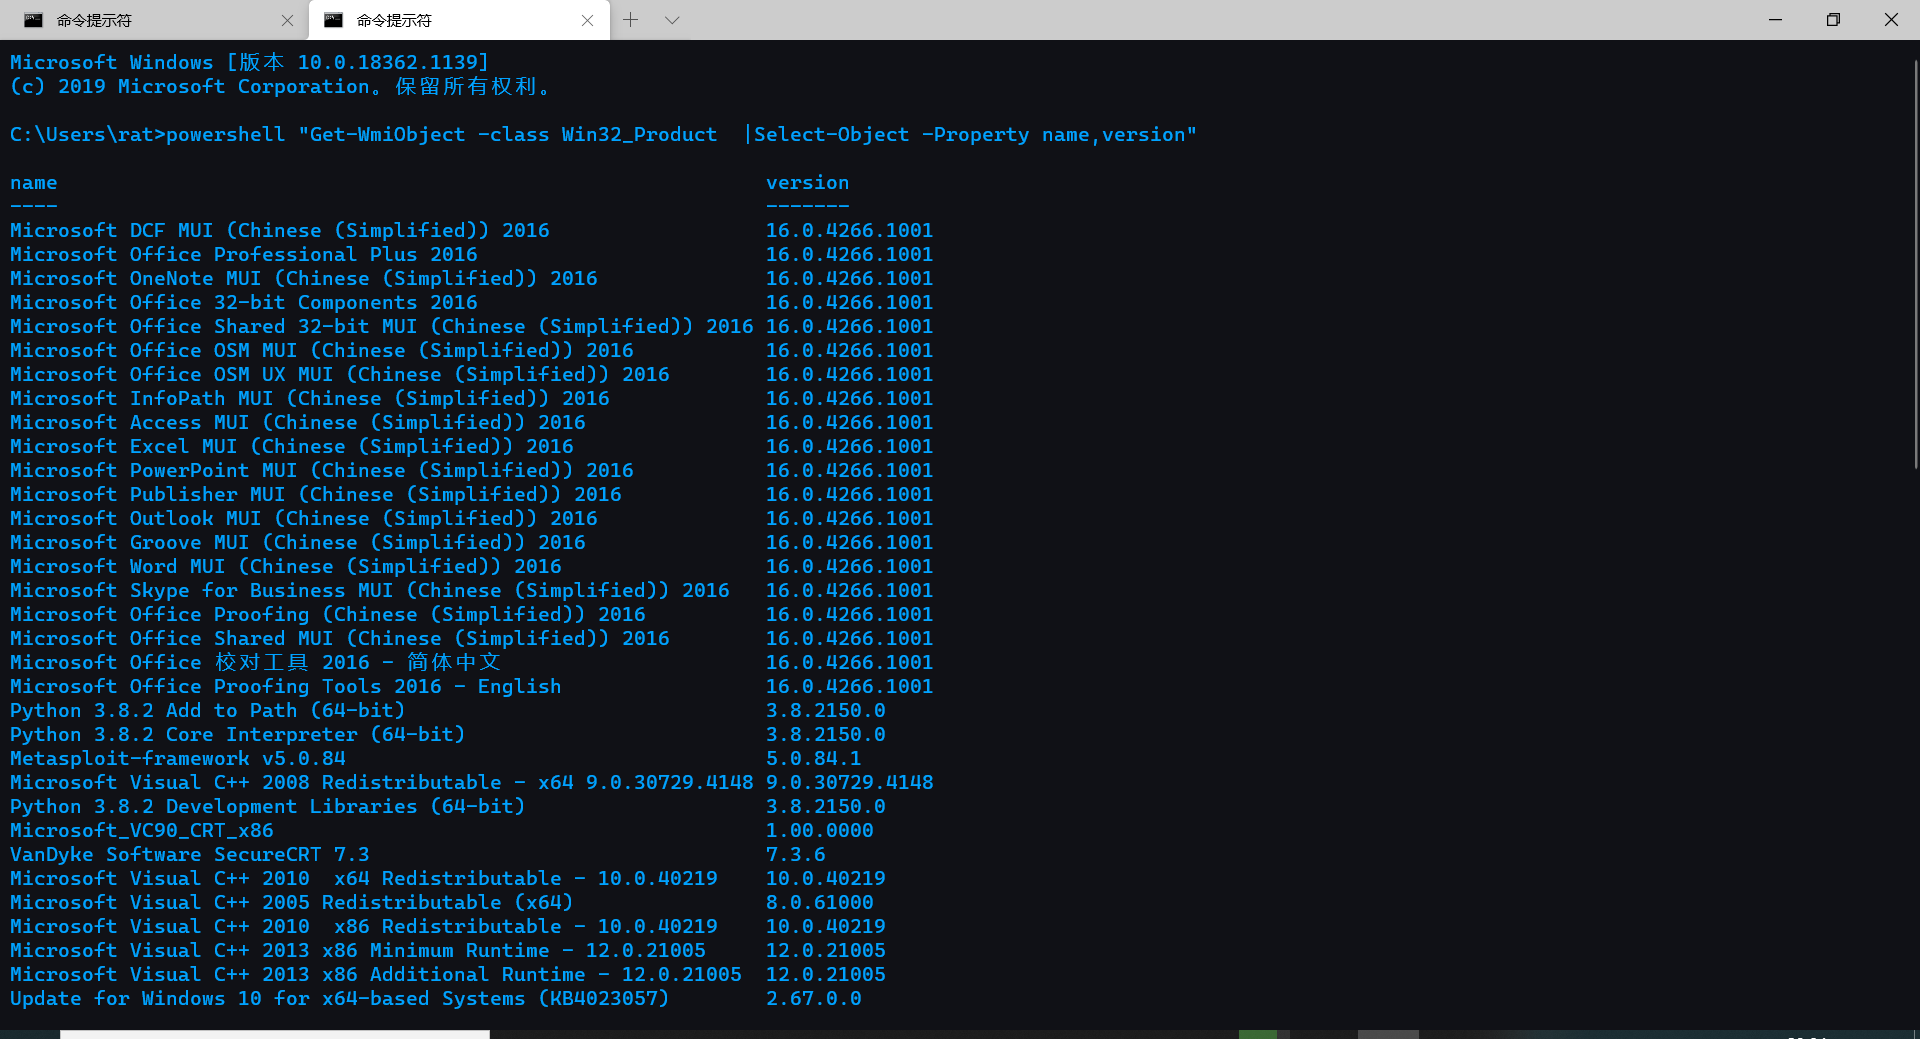 命令提示符
命令提示符
Microsoft Windows [版本 10.0.18362.1139]
(c) 2019 Microsoft Corporation。保留所有权利。
C:\Users\rat>powershell "Get-WmiObject -class Win32_Product  |Select-Object -Property name,version"
name version
---- -------
Microsoft DCF MUI (Chinese (Simplified)) 2016 16.0.4266.1001
Microsoft Office Professional Plus 2016 16.0.4266.1001
Microsoft OneNote MUI (Chinese (Simplified)) 2016 16.0.4266.1001
Microsoft Office 32-bit Components 2016 16.0.4266.1001
Microsoft Office Shared 32-bit MUI (Chinese (Simplified)) 2016 16.0.4266.1001
Microsoft Office OSM MUI (Chinese (Simplified)) 2016 16.0.4266.1001
Microsoft Office OSM UX MUI (Chinese (Simplified)) 2016 16.0.4266.1001
Microsoft InfoPath MUI (Chinese (Simplified)) 2016 16.0.4266.1001
Microsoft Access MUI (Chinese (Simplified)) 2016 16.0.4266.1001
Microsoft Excel MUI (Chinese (Simplified)) 2016 16.0.4266.1001
Microsoft PowerPoint MUI (Chinese (Simplified)) 2016 16.0.4266.1001
Microsoft Publisher MUI (Chinese (Simplified)) 2016 16.0.4266.1001
Microsoft Outlook MUI (Chinese (Simplified)) 2016 16.0.4266.1001
Microsoft Groove MUI (Chinese (Simplified)) 2016 16.0.4266.1001
Microsoft Word MUI (Chinese (Simplified)) 2016 16.0.4266.1001
Microsoft Skype for Business MUI (Chinese (Simplified)) 2016 16.0.4266.1001
Microsoft Office Proofing (Chinese (Simplified)) 2016 16.0.4266.1001
Microsoft Office Shared MUI (Chinese (Simplified)) 2016 16.0.4266.1001
Microsoft Office 校对工具 2016 - 简体中文 16.0.4266.1001
Microsoft Office Proofing Tools 2016 - English 16.0.4266.1001
Python 3.8.2 Add to Path (64-bit) 3.8.2150.0
Python 3.8.2 Core Interpreter (64-bit) 3.8.2150.0
Metasploit-framework v5.0.84 5.0.84.1
Microsoft Visual C++ 2008 Redistributable - x64 9.0.30729.4148 9.0.30729.4148
Python 3.8.2 Development Libraries (64-bit) 3.8.2150.0
Microsoft_VC90_CRT_x86 1.00.0000
VanDyke Software SecureCRT 7.3 7.3.6
Microsoft Visual C++ 2010  x64 Redistributable - 10.0.40219 10.0.40219
Microsoft Visual C++ 2005 Redistributable (x64) 8.0.61000
Microsoft Visual C++ 2010  x86 Redistributable - 10.0.40219 10.0.40219
Microsoft Visual C++ 2013 x86 Minimum Runtime - 12.0.21005 12.0.21005
Microsoft Visual C++ 2013 x86 Additional Runtime - 12.0.21005 12.0.21005
Update for Windows 10 for x64-based Systems (KB4023057) 2.67.0.0